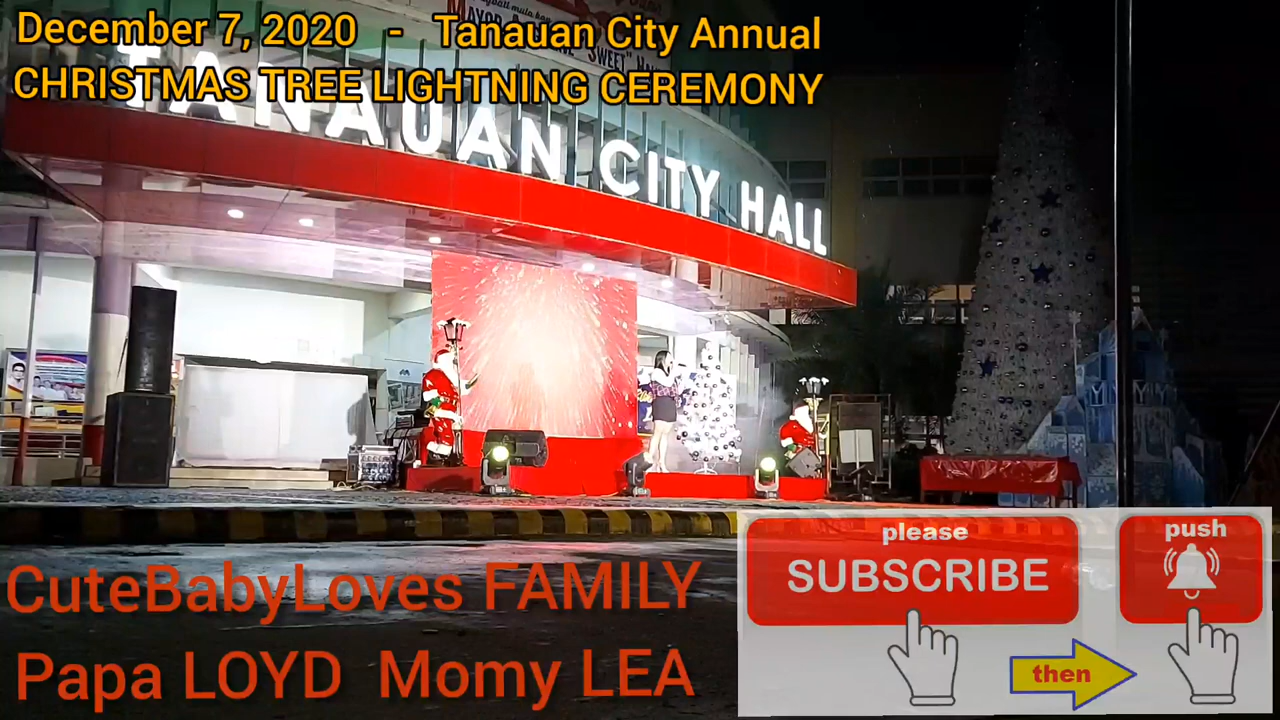 December 7, 2020 - Tanauan City Annual
CHRISTMAS TREE LIGHTNING CEREMONY
TANAUAN CITY HALL
CuteBabyLoves FAMILY
Papa LOYD Momy LEA
please
SUBSCRIBE
push
then